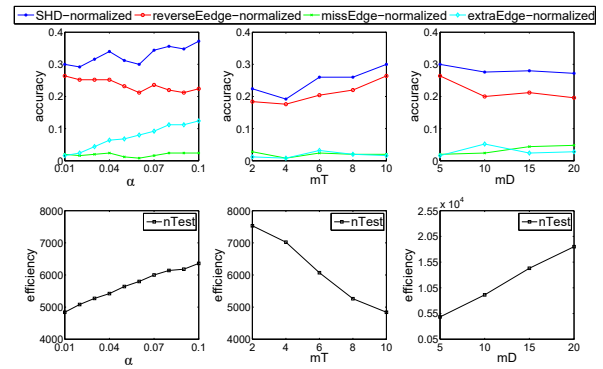 SHD-normalized reverseEedge-normalized missEdge-normalized extraEdge-normalized
0.4 0.3 0.2 0.1 0
accuracy
0.01 0.04 0.07 0.1
α
0.4 0.3 0.2 0.1 0
accuracy
2 4 6 8 10
mT
0.4 0.3 0.2 0.1 0
accuracy
5 10 15 20
mD
8000 7000 6000 5000 4000
efficiency
nTest
0.01 0.04 0.07 0.1
α
8000 7000 6000 5000 4000
efficiency
nTest
2 4 6 8 10
mT
x 10⁴
2.55 2.05 1.55 1.05 0.55 0.05
efficiency
nTest
5 10 15 20
mD